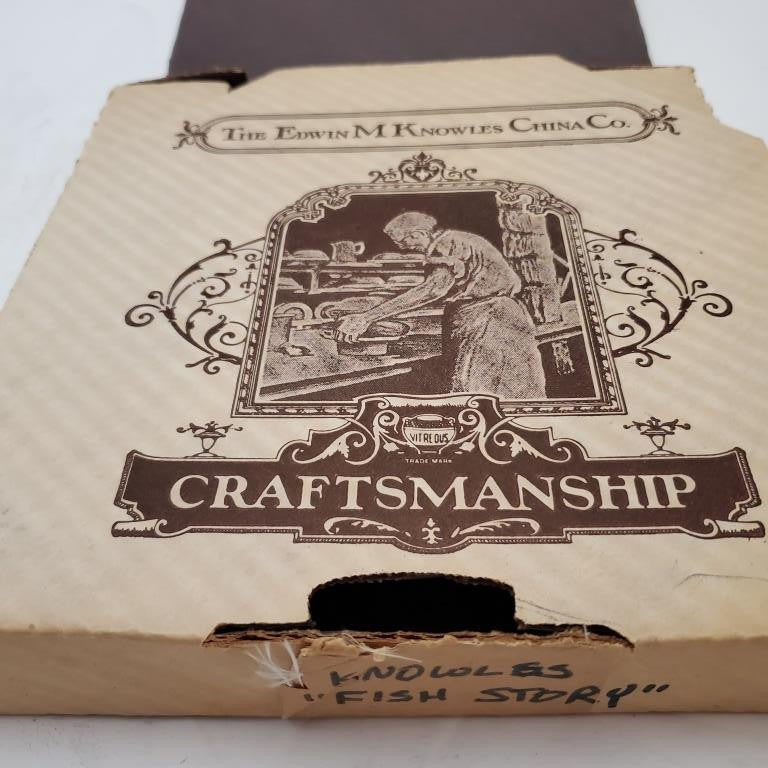 THE EDWIN M KNOWLES CHINA CO.
VITREOUS
TRADE MARK
CRAFTSMANSHIP
KNOWLES
"FISH STORY"